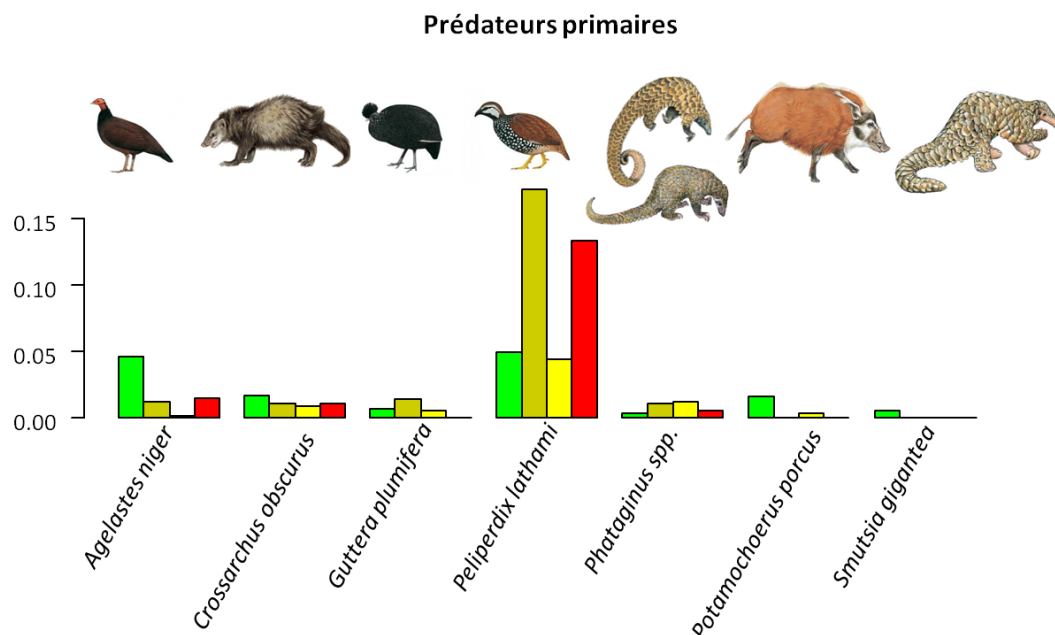 Prédateurs primaires
0.15
0.10
0.05
0.00
Agelastes niger
Crossarchus obscurus
Guttera plumifera
Peliperdix lathami
Phataginus spp.
Potamochoerus porcus
Smutsia gigantea